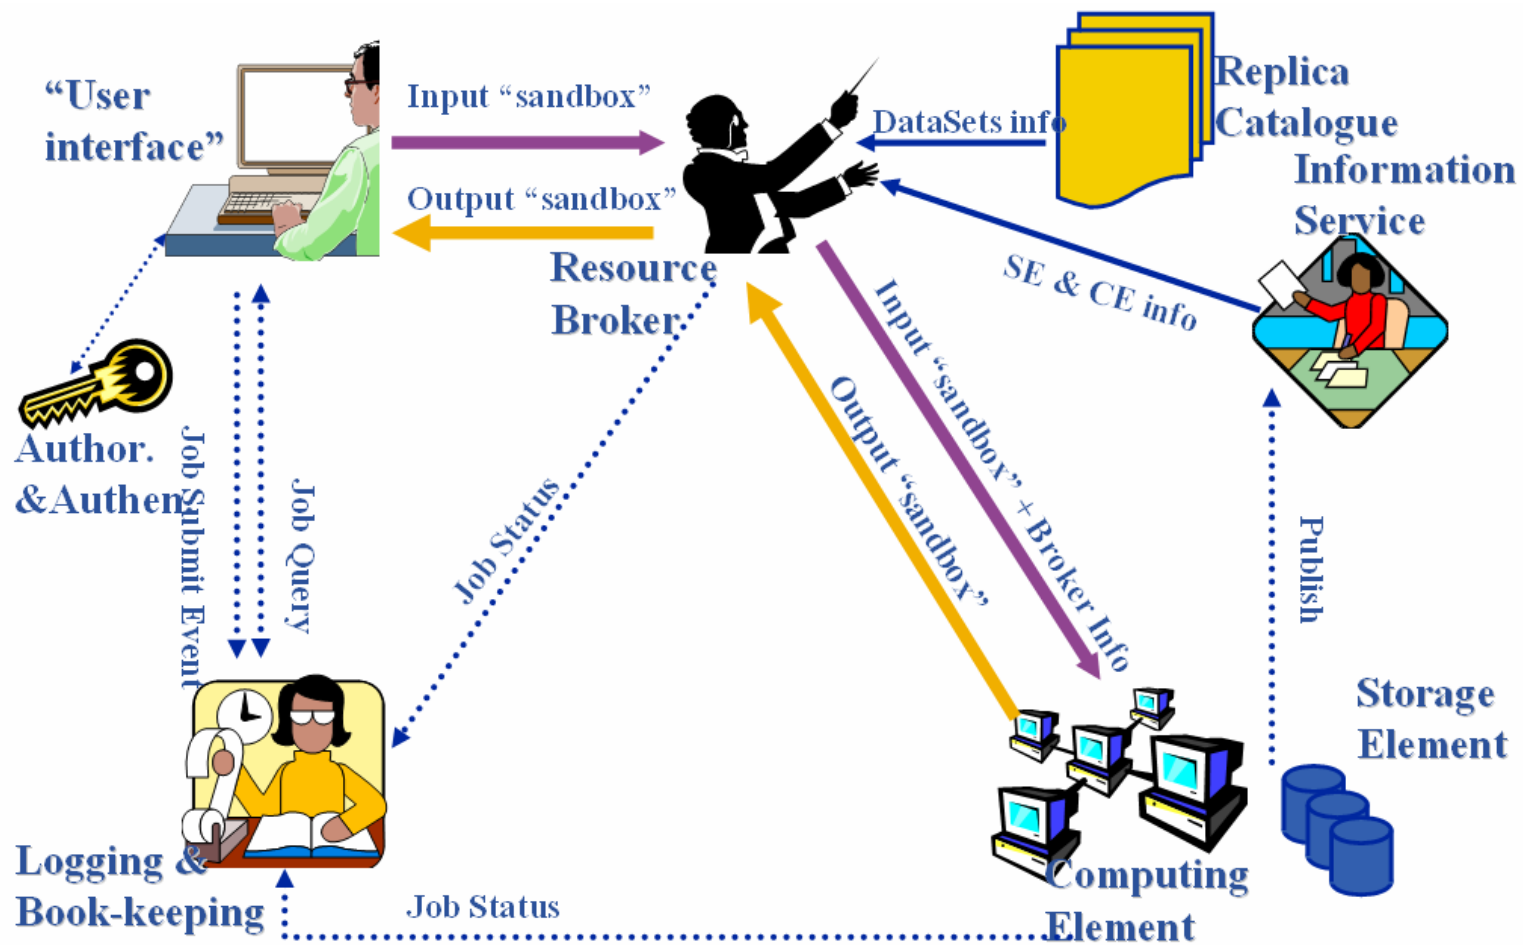 “User
interface”
Input “sandbox”
Output “sandbox”
DataSets info
Replica
Catalogue
Information
Service
Resource
Broker
SE & CE info
Author.
&Authen.
Job Submit Event
Job Query
Job Status
Input “sandbox” + Broker Info
Output “sandbox”
Publish
Storage
Element
Logging &
Book-keeping
Job Status
Computing
Element